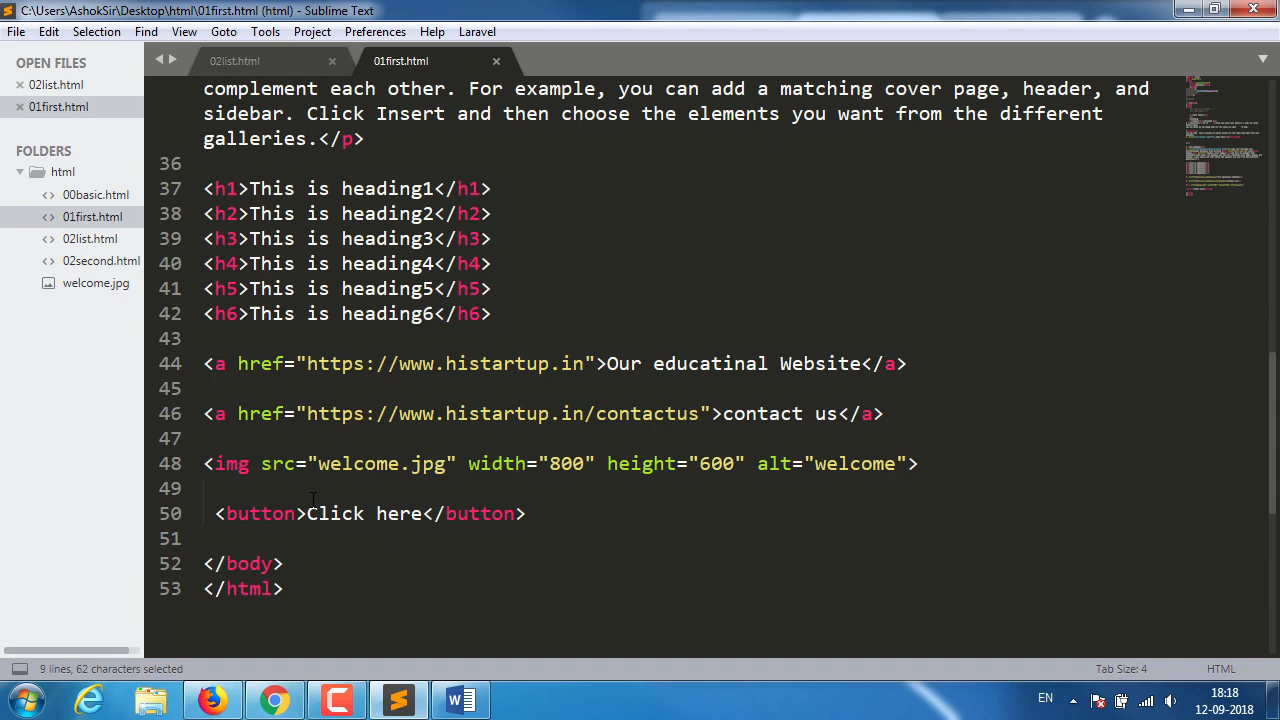 C:\Users\AshokSir\Desktop\html\01first.html (html) - Sublime Text
File Edit Selection Find View Goto Tools Project Preferences Help Laravel
OPEN FILES
02list.html
01first.html
FOLDERS
html
00basic.html
01first.html
02list.html
02second.html
welcome.jpg
02list.html 01first.html
complement each other. For example, you can add a matching cover page, header, and
sidebar. Click Insert and then choose the elements you want from the different
galleries.</p>
36
37 <h1>This is heading1</h1>
38 <h2>This is heading2</h2>
39 <h3>This is heading3</h3>
40 <h4>This is heading4</h4>
41 <h5>This is heading5</h5>
42 <h6>This is heading6</h6>
43
44 <a href="https://www.histartup.in">Our educatinal Website</a>
45
46 <a href="https://www.histartup.in/contactus">contact us</a>
47
48 <img src="welcome.jpg" width="800" height="600" alt="welcome">
49
50 <button>Click here</button>
51
52 </body>
53 </html>
9 lines, 62 characters selected Tab Size: 4 HTML
EN 18:18
12-09-2018